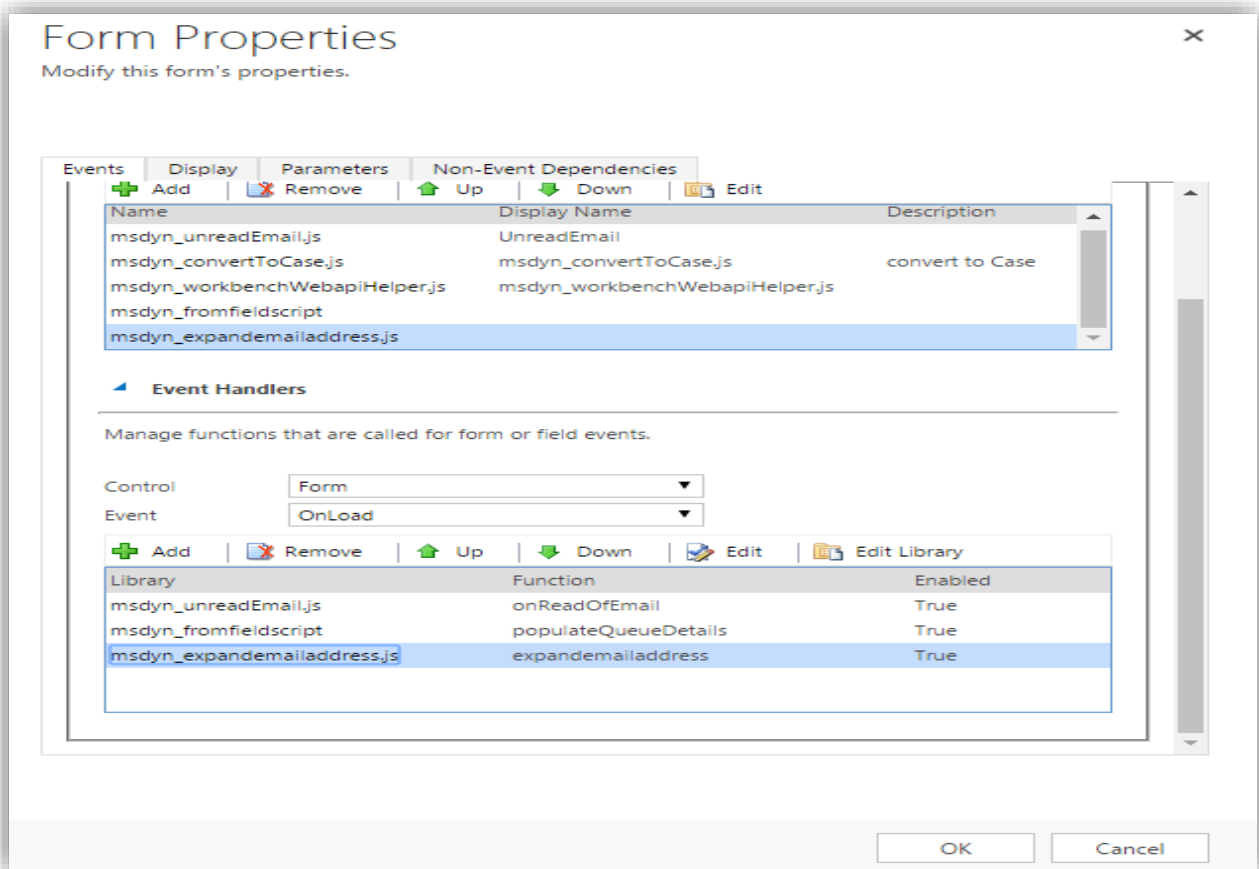 Form Properties
Modify this form's properties.
Events Display Parameters Non-Event Dependencies
Add Remove Up Down Edit
Name Display Name Description
msdyn_unreadEmail.js UnreadEmail
msdyn_convertToCase.js msdyn_convertToCase.js convert to Case
msdyn_workbenchWebapiHelper.js msdyn_workbenchWebapiHelper.js
msdyn_fromfieldscript
msdyn_expandemailaddress.js
Event Handlers
Manage functions that are called for form or field events.
Control Form
Event OnLoad
Add Remove Up Down Edit Edit Library
Library Function Enabled
msdyn_unreadEmail.js onReadOfEmail True
msdyn_fromfieldscript populateQueueDetails True
msdyn_expandemailaddress.js expandemailaddress True
OK Cancel